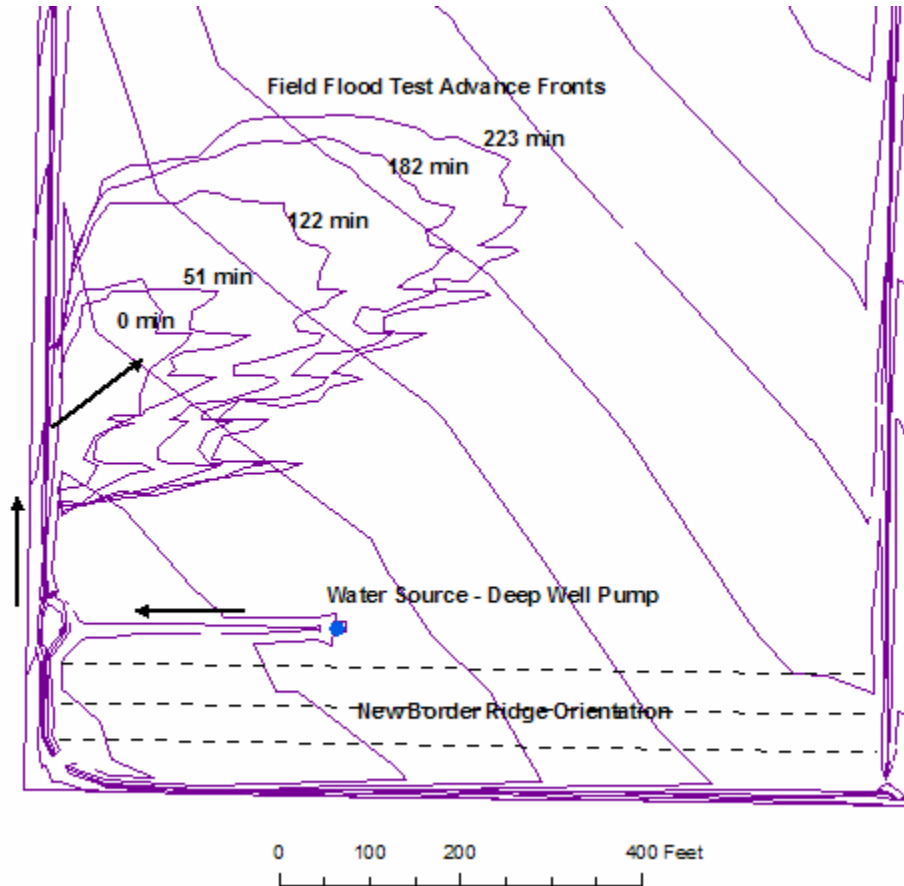 Field Flood Test Advance Fronts
223 min
182 min
122 min
51 min
0 min
Water Source - Deep Well Pump
New Border Ridge Orientation
0 100 200 400 Feet